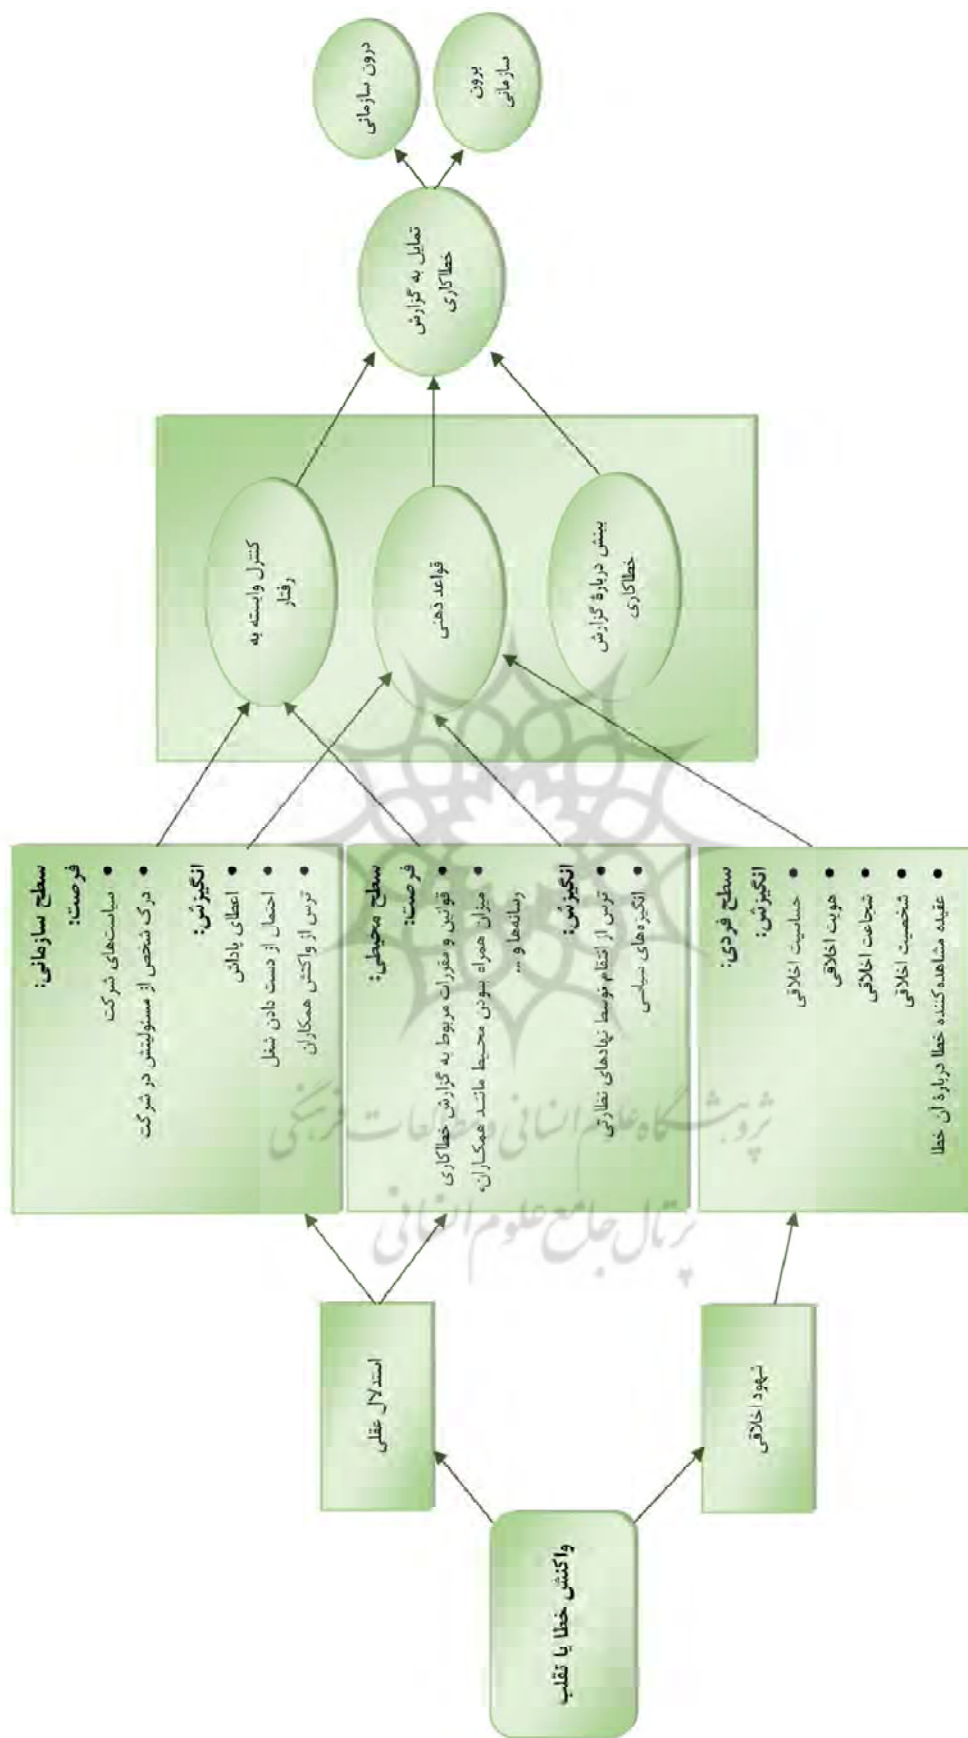 واکنش خطا یا تقلب
استدلال عقلی
شهود اخلاقی
سطح سازمانی:
فرصت:
● سیاست‌های شرکت
● درک شخص از مسئولیتش در شرکت
انگیزش:
● اعطای پاداش
● احتمال از دست دادن شغل
● ترس از واکنش همکاران
سطح محیطی:
فرصت:
● قوانین و مقررات مربوط به گزارش خطاکاری
● میزان همراه بودن محیط مانند همکاران،
رسانه‌ها و ...
انگیزش:
● ترس از انتقام توسط نهادهای نظارتی
● انگیزه‌های سیاسی
سطح فردی:
انگیزش:
● حساسیت اخلاقی
● هویت اخلاقی
● شجاعت اخلاقی
● شخصیت اخلاقی
● عقیده مشاهده‌کننده خطا دربارۀ آن خطا
کنترل وابسته به
رفتار
قواعد ذهنی
بینش دربارۀ گزارش
خطاکاری
تمایل به گزارش
خطاکاری
درون سازمانی
برون
سازمانی
پژوهشگاه علوم انسانی و مطالعات فرهنگی
پرتال جامع علوم انسانی